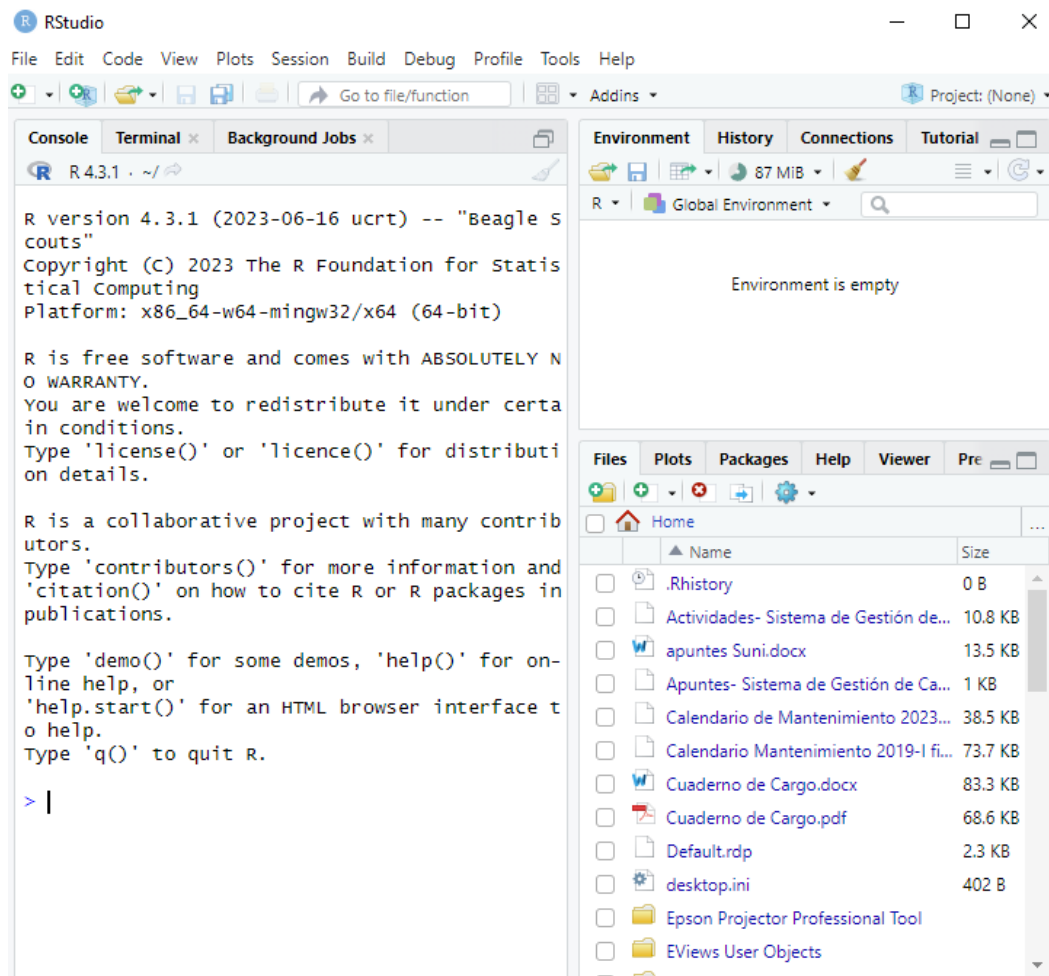 RStudio
File Edit Code View Plots Session Build Debug Profile Tools Help
Go to file/function Addins Project: (None)
Console Terminal Background Jobs
R 4.3.1 · ~/
R version 4.3.1 (2023-06-16 ucrt) -- "Beagle S
couts"
Copyright (C) 2023 The R Foundation for Statis
tical Computing
Platform: x86_64-w64-mingw32/x64 (64-bit)
R is free software and comes with ABSOLUTELY N
O WARRANTY.
You are welcome to redistribute it under certa
in conditions.
Type 'license()' or 'licence()' for distributi
on details.
R is a collaborative project with many contrib
utors.
Type 'contributors()' for more information and
'citation()' on how to cite R or R packages in
publications.
Type 'demo()' for some demos, 'help()' for on-
line help, or
'help.start()' for an HTML browser interface t
o help.
Type 'q()' to quit R.
>
Environment History Connections Tutorial
87 MiB
R Global Environment
Environment is empty
Files Plots Packages Help Viewer Pre
Home ...
Name Size
.Rhistory 0 B
Actividades- Sistema de Gestión de... 10.8 KB
apuntes Suni.docx 13.5 KB
Apuntes- Sistema de Gestión de Ca... 1 KB
Calendario de Mantenimiento 2023... 38.5 KB
Calendario Mantenimiento 2019-I fi... 73.7 KB
Cuaderno de Cargo.docx 83.3 KB
Cuaderno de Cargo.pdf 68.6 KB
Default.rdp 2.3 KB
desktop.ini 402 B
Epson Projector Professional Tool
EViews User Objects